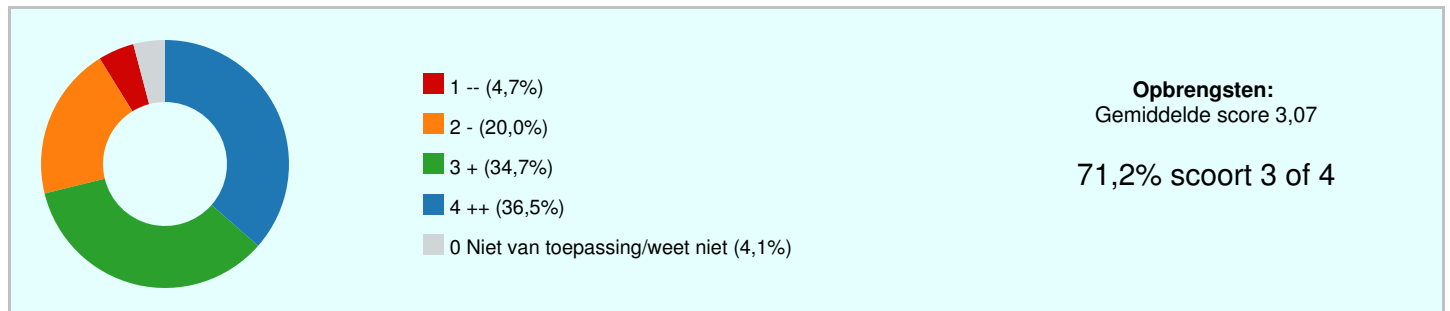 1 -- (4,7%)
2 - (20,0%)
3 + (34,7%)
4 ++ (36,5%)
0 Niet van toepassing/weet niet (4,1%)
Opbrengsten:
Gemiddelde score 3,07
71,2% scoort 3 of 4